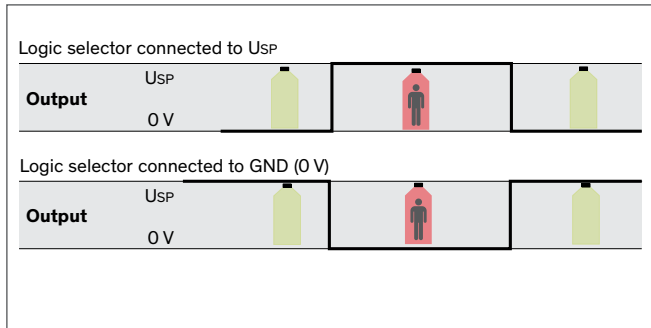 Logic selector connected to USP
USP
Output
0 V
Logic selector connected to GND (0 V)
USP
Output
0 V